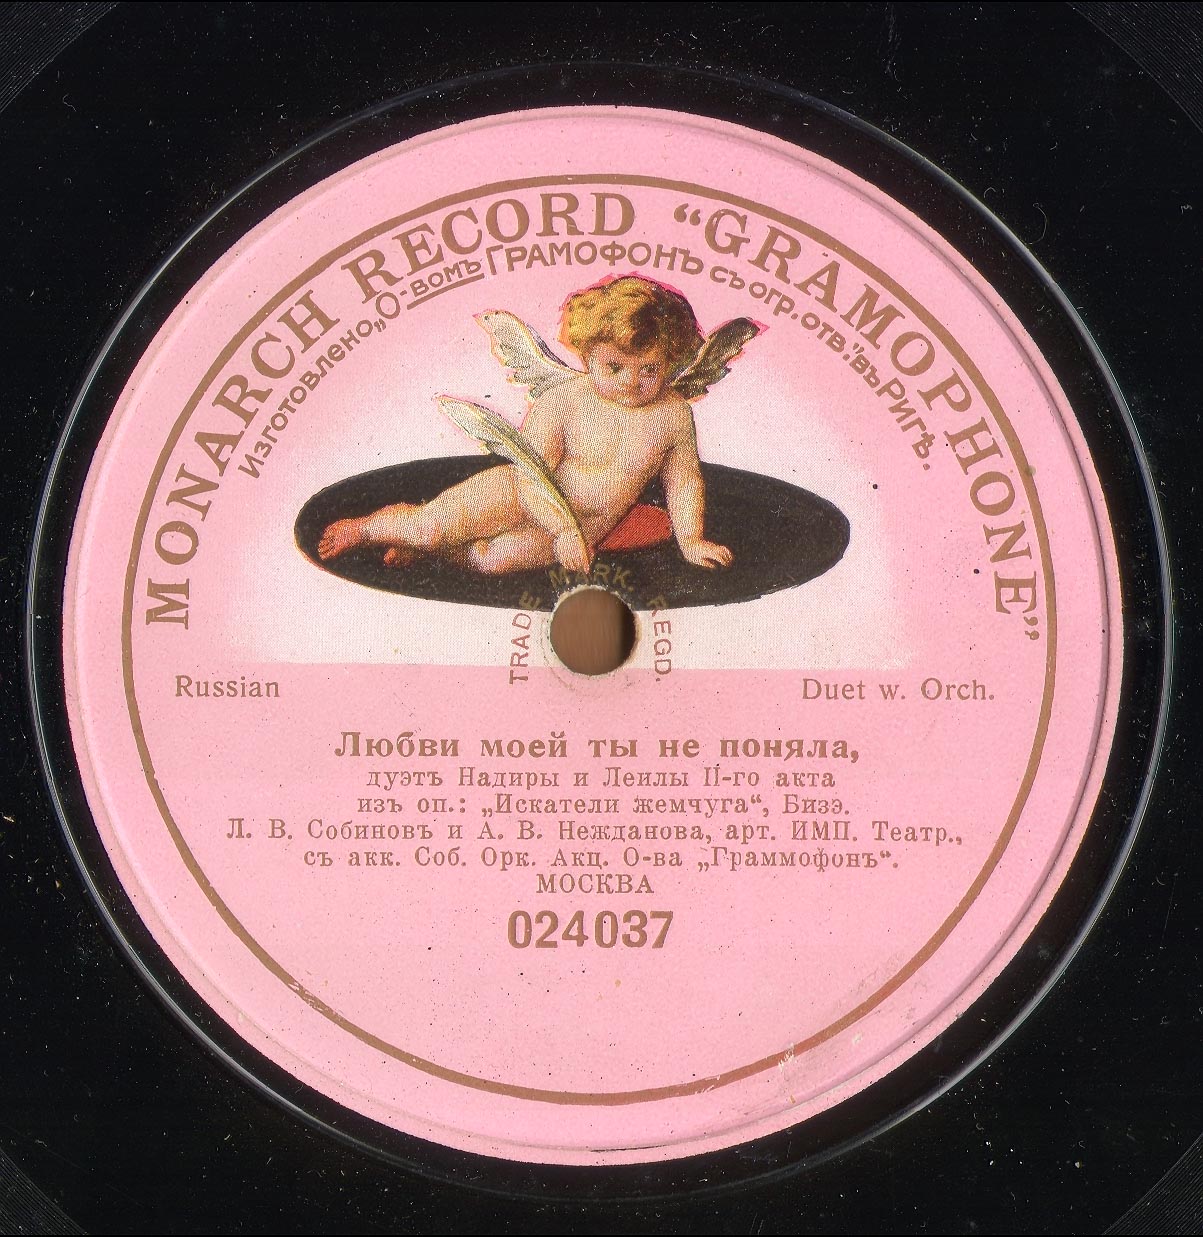 MONARCH RECORD “GRAMOPHONE”
Изготовлено „О-вомъ ГРАМОФОНЪ съ огр. отв.“ въ Ригѣ.
TRADE MARK. REGD.
Russian
Duet w. Orch.
Любви моей ты не поняла,
дуэтъ Надиры и Леилы II-го акта
изъ оп.: „Искатели жемчуга“, Бизэ.
Л. В. Собиновъ и А. В. Нежданова, арт. ИМП. Театр.,
съ акк. Соб. Орк. Акц. О-ва „Граммофонъ“.
МОСКВА
024037